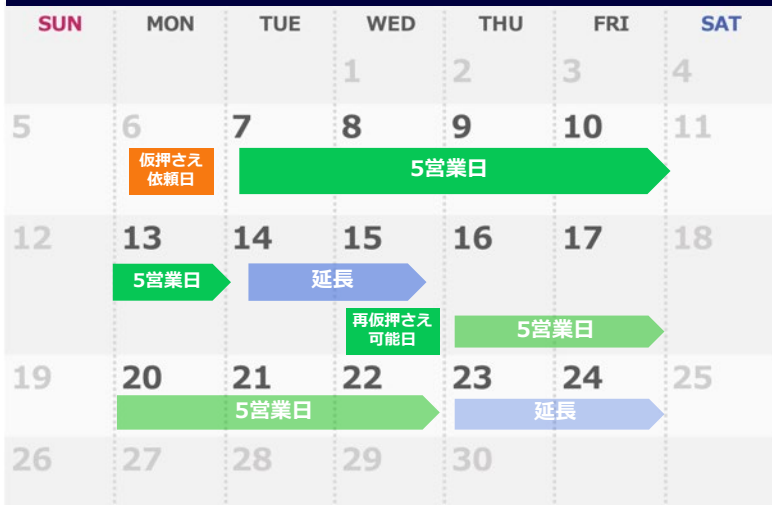 SUN MON TUE WED THU FRI SAT
1 2 3 4
5 6 7 8 9 10 11
仮押さえ
依頼日
5営業日
12 13 14 15 16 17 18
5営業日 延長
再仮押さえ
可能日
5営業日
19 20 21 22 23 24 25
5営業日 延長
26 27 28 29 30